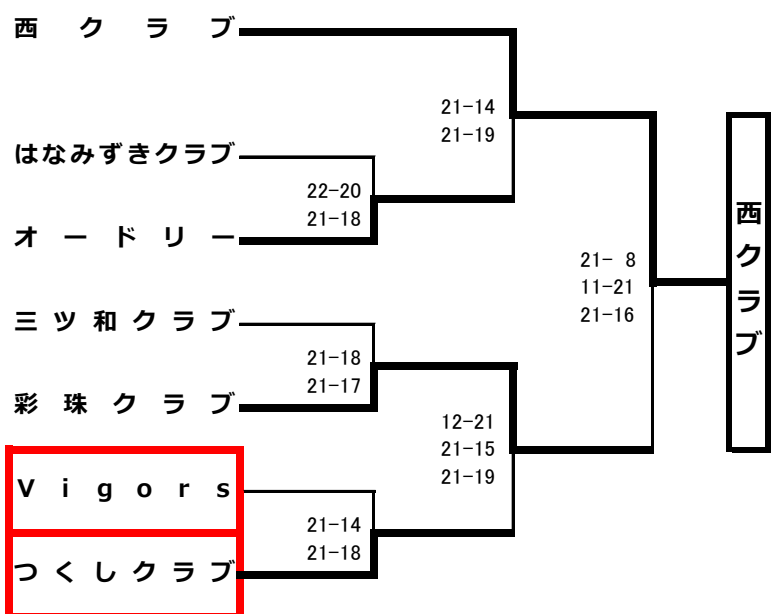 西クラブ
21-14
21-19
はなみずきクラブ
22-20
21-18
オードリー
西クラブ
21- 8
11-21
21-16
三ツ和クラブ
21-18
21-17
彩珠クラブ
12-21
21-15
21-19
Vigors
21-14
21-18
つくしクラブ